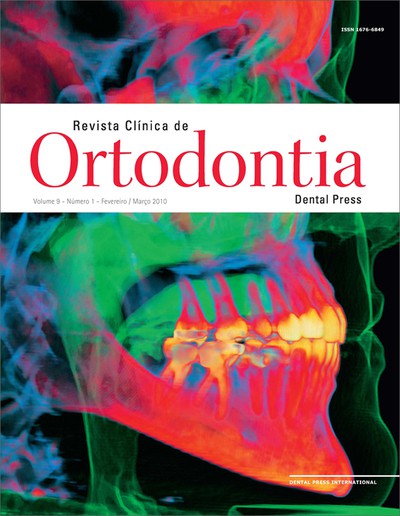 ISSN 1676-6849
Revista Clínica de
Ortodontia
Dental Press
Volume 9 - Número 1 - Fevereiro / Março 2010
DENTAL PRESS INTERNATIONAL